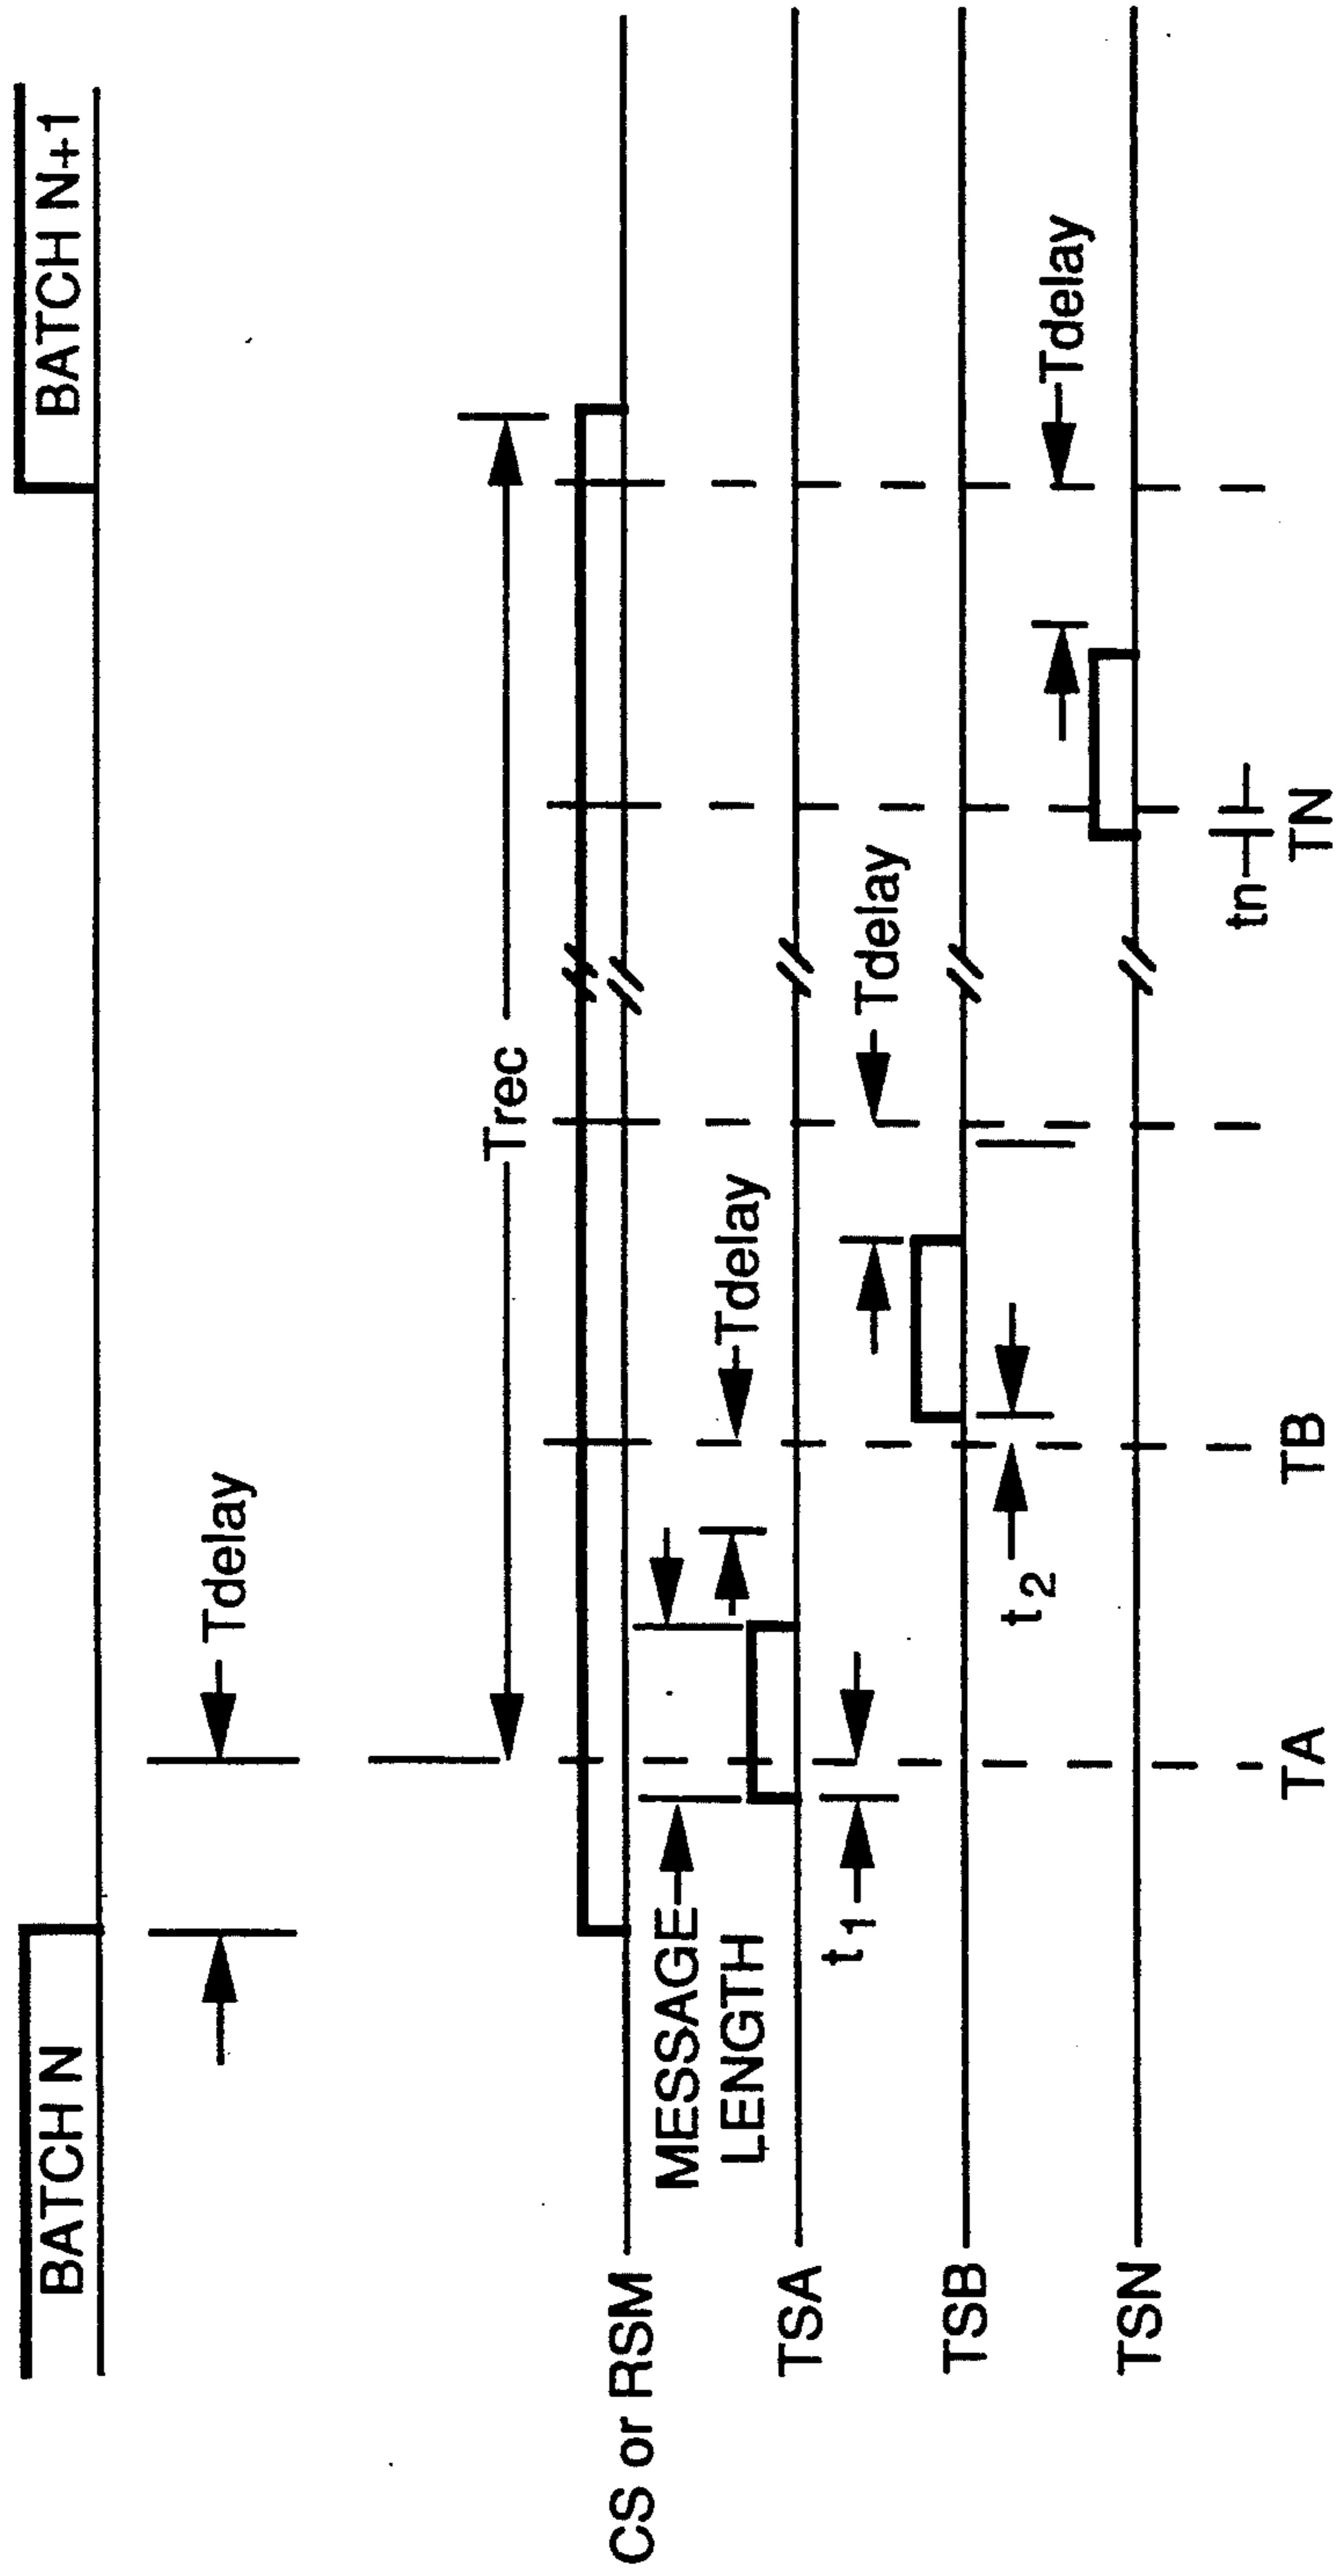 BATCH N
BATCH N+1
Tdelay
Trec
CS or RSM
MESSAGE
LENGTH
Tdelay
TSA
t1
Tdelay
TSB
t2
Tdelay
TSN
tn
TA
TB
TN